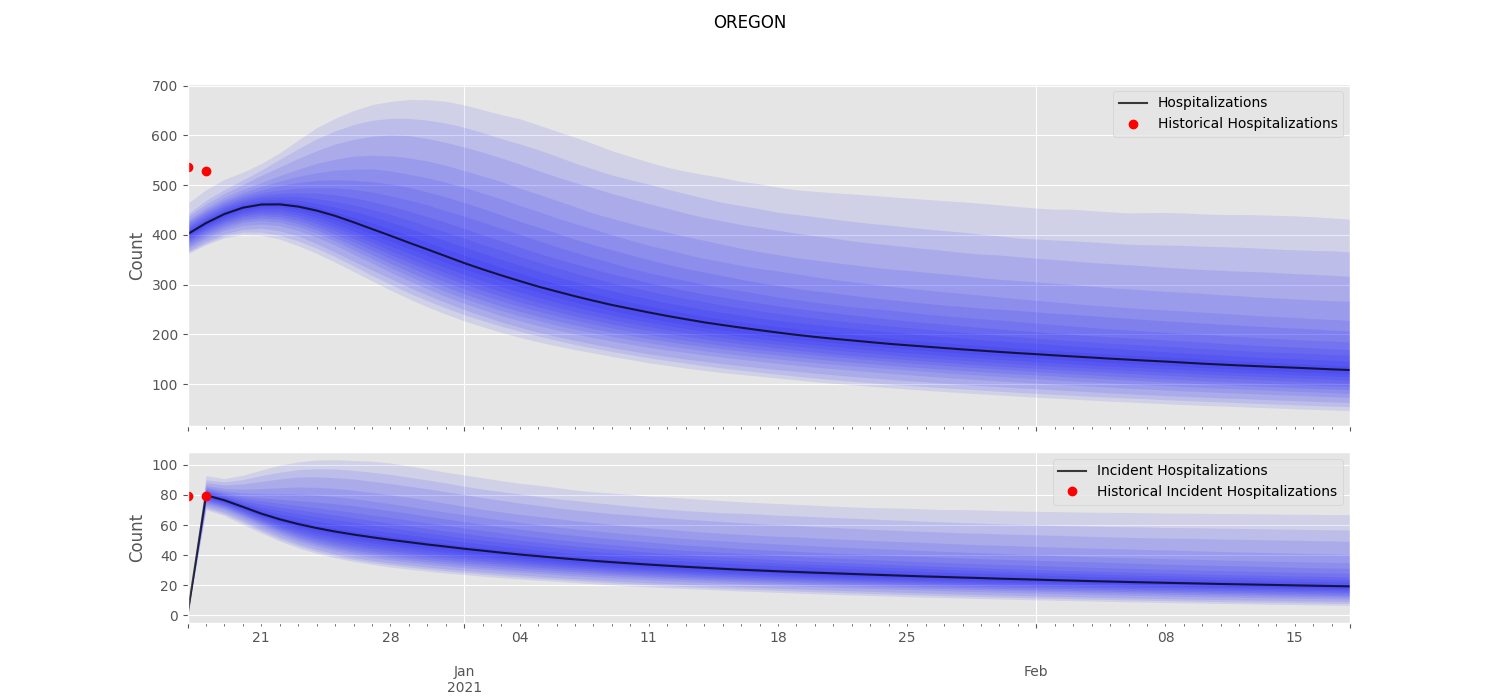 OREGON
700
600
500
400
300
200
100
Count
Hospitalizations
Historical Hospitalizations
100
80
60
40
20
0
Count
Incident Hospitalizations
Historical Incident Hospitalizations
21 28 04 11 18 25 08 15
Jan Feb
2021